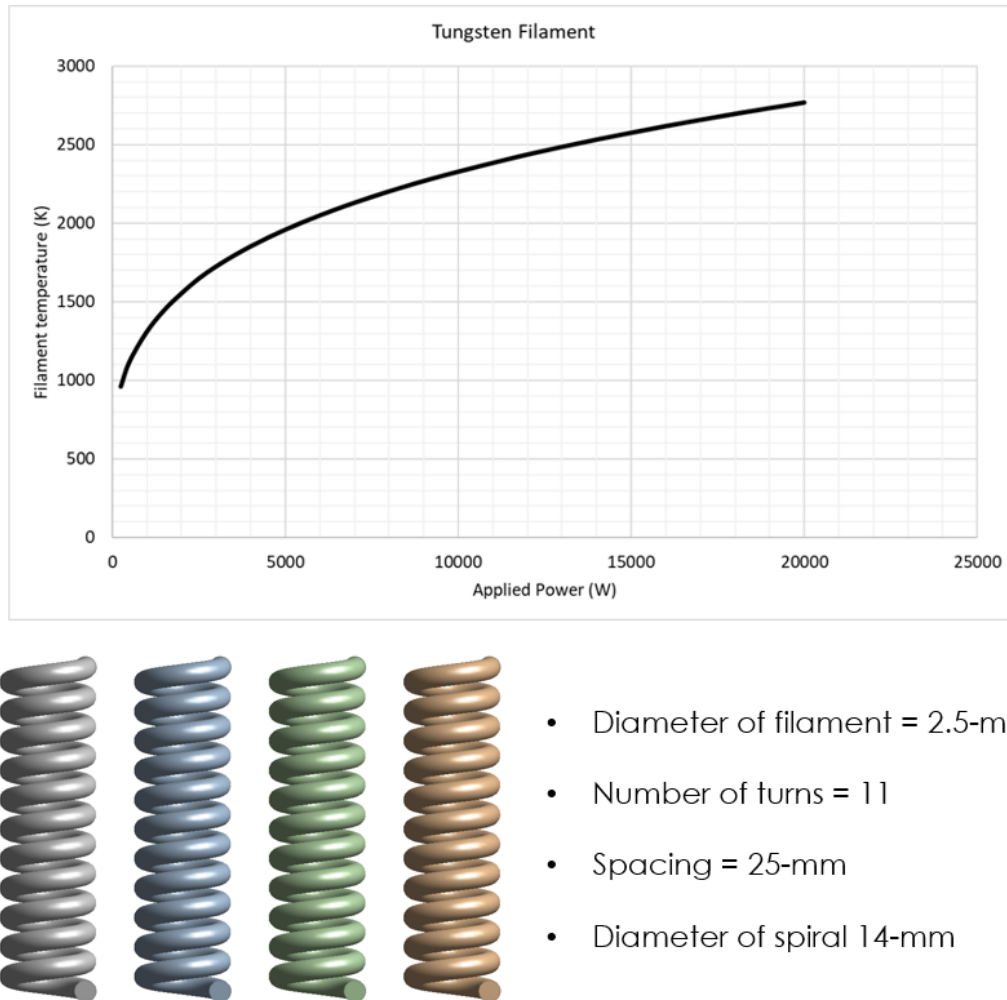 Tungsten Filament
3000
2500
2000
1500
1000
500
0
Filament temperature (K)
0 5000 10000 15000 20000 25000
Applied Power (W)
• Diameter of filament = 2.5-m
• Number of turns = 11
• Spacing = 25-mm
• Diameter of spiral 14-mm